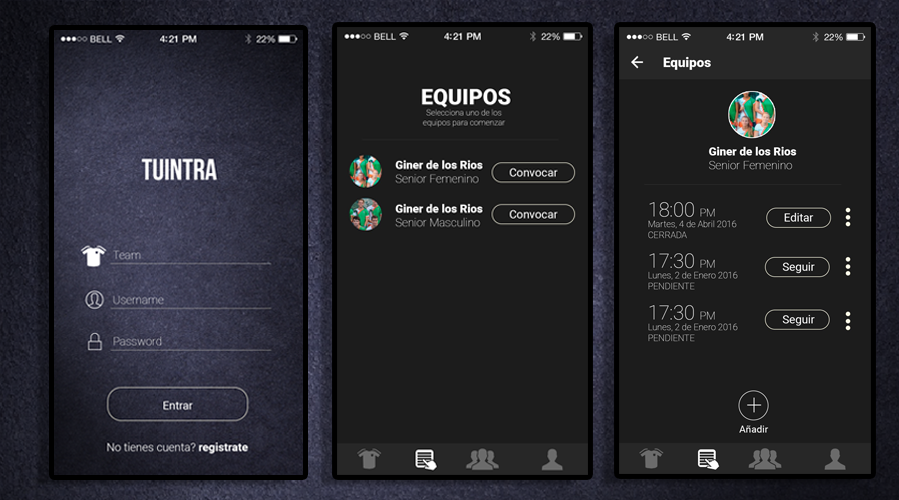 BELL 4:21 PM 22%
TUINTRA
Team
Username
Password
Entrar
No tienes cuenta? registrate
BELL 4:21 PM 22%
EQUIPOS
Selecciona uno de los
equipos para comenzar
Giner de los Rios
Senior Femenino
Convocar
Giner de los Rios
Senior Masculino
Convocar
BELL 4:21 PM 22%
Equipos
Giner de los Rios
Senior Femenino
18:00 PM
Martes, 4 de Abril 2016
CERRADA
Editar
17:30 PM
Lunes, 2 de Enero 2016
PENDIENTE
Seguir
17:30 PM
Lunes, 2 de Enero 2016
PENDIENTE
Seguir
Añadir